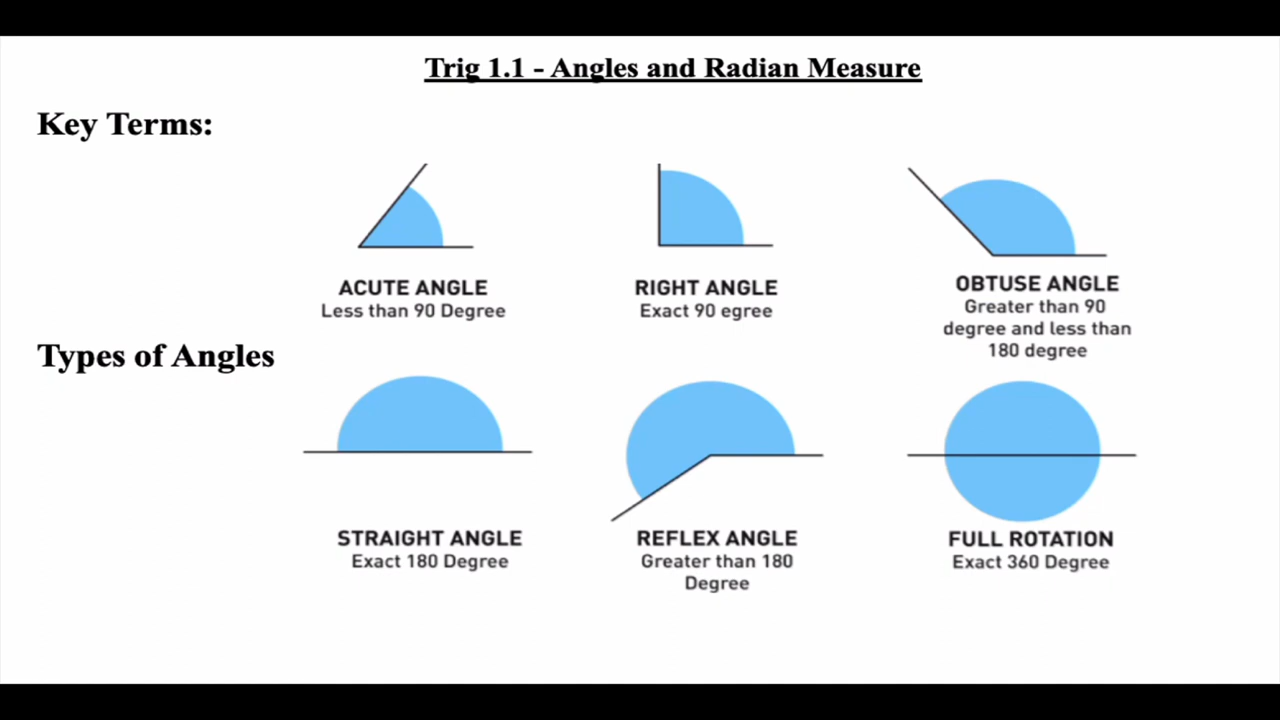 Trig 1.1 - Angles and Radian Measure
Key Terms:
ACUTE ANGLE
Less than 90 Degree
RIGHT ANGLE
Exact 90 egree
OBTUSE ANGLE
Greater than 90
degree and less than
180 degree
Types of Angles
STRAIGHT ANGLE
Exact 180 Degree
REFLEX ANGLE
Greater than 180
Degree
FULL ROTATION
Exact 360 Degree